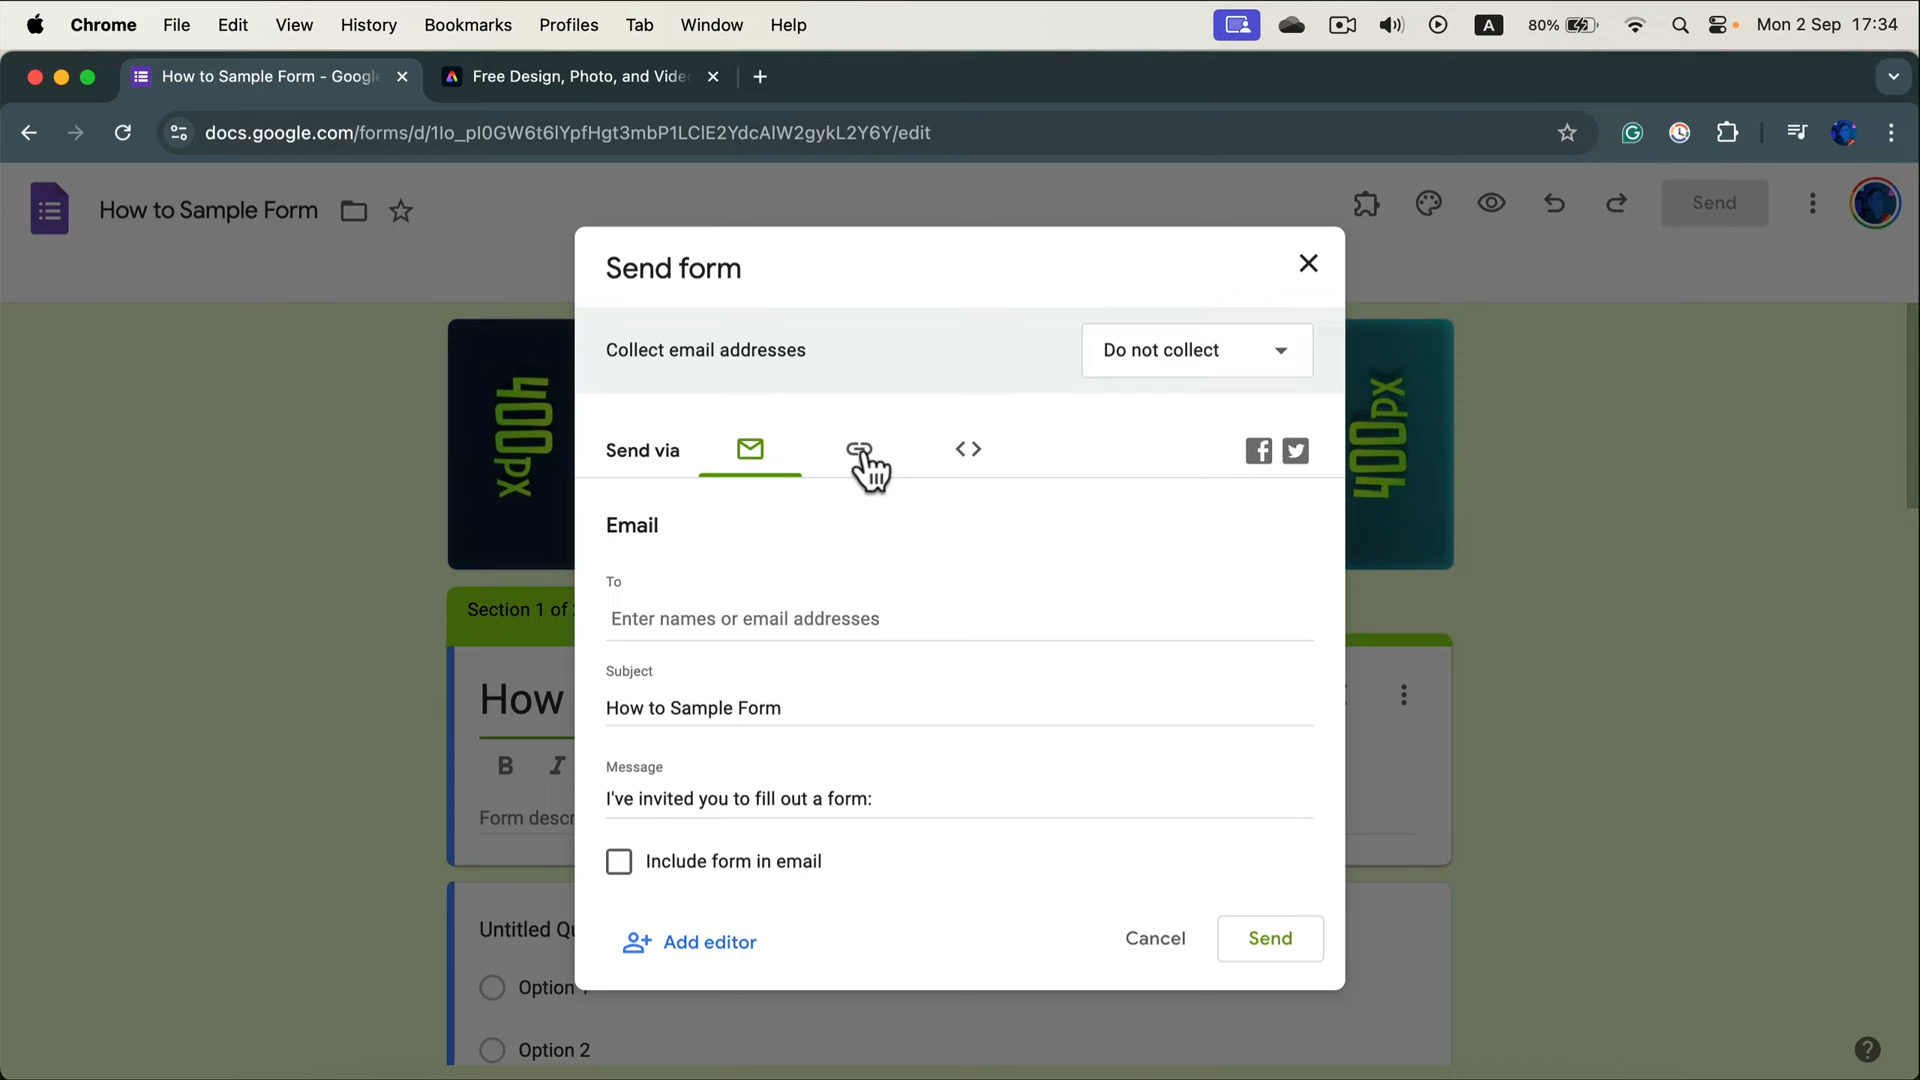 Chrome File Edit View History Bookmarks Profiles Tab Window Help A 80% Mon 2 Sep 17:34
How to Sample Form - Google Free Design, Photo, and Vide
docs.google.com/forms/d/1Io_pI0GW6t6lYpfHgt3mbP1LClE2YdcAlW2gykL2Y6Y/edit
How to Sample Form Send
Send form
Collect email addresses Do not collect
400px 400px
Send via
Email
To
Enter names or email addresses
Section 1 of
Subject
How to Sample Form
How
B I
Message
I've invited you to fill out a form:
Form descr
Include form in email
Untitled Qu
Add editor Cancel Send
Option
Option 2